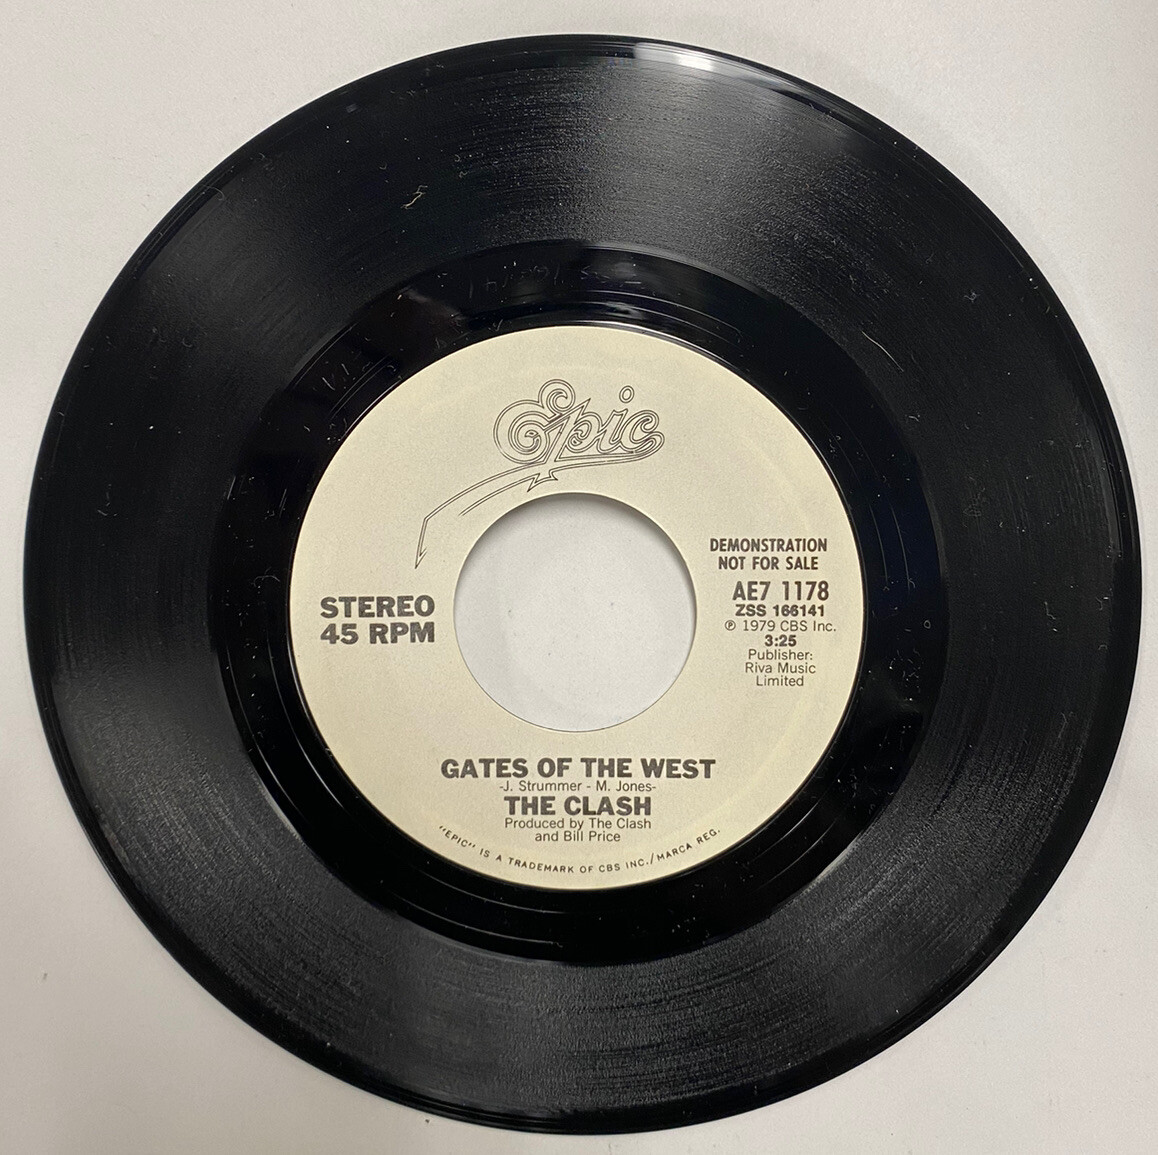 Epic
DEMONSTRATION
NOT FOR SALE
AE7 1178
ZSS 166141
℗ 1979 CBS Inc.
3:25
Publisher:
Riva Music
Limited
STEREO
45 RPM
GATES OF THE WEST
-J. Strummer - M. Jones-
THE CLASH
Produced by The Clash
and Bill Price
"EPIC" IS A TRADEMARK OF CBS INC./MARCA REG.